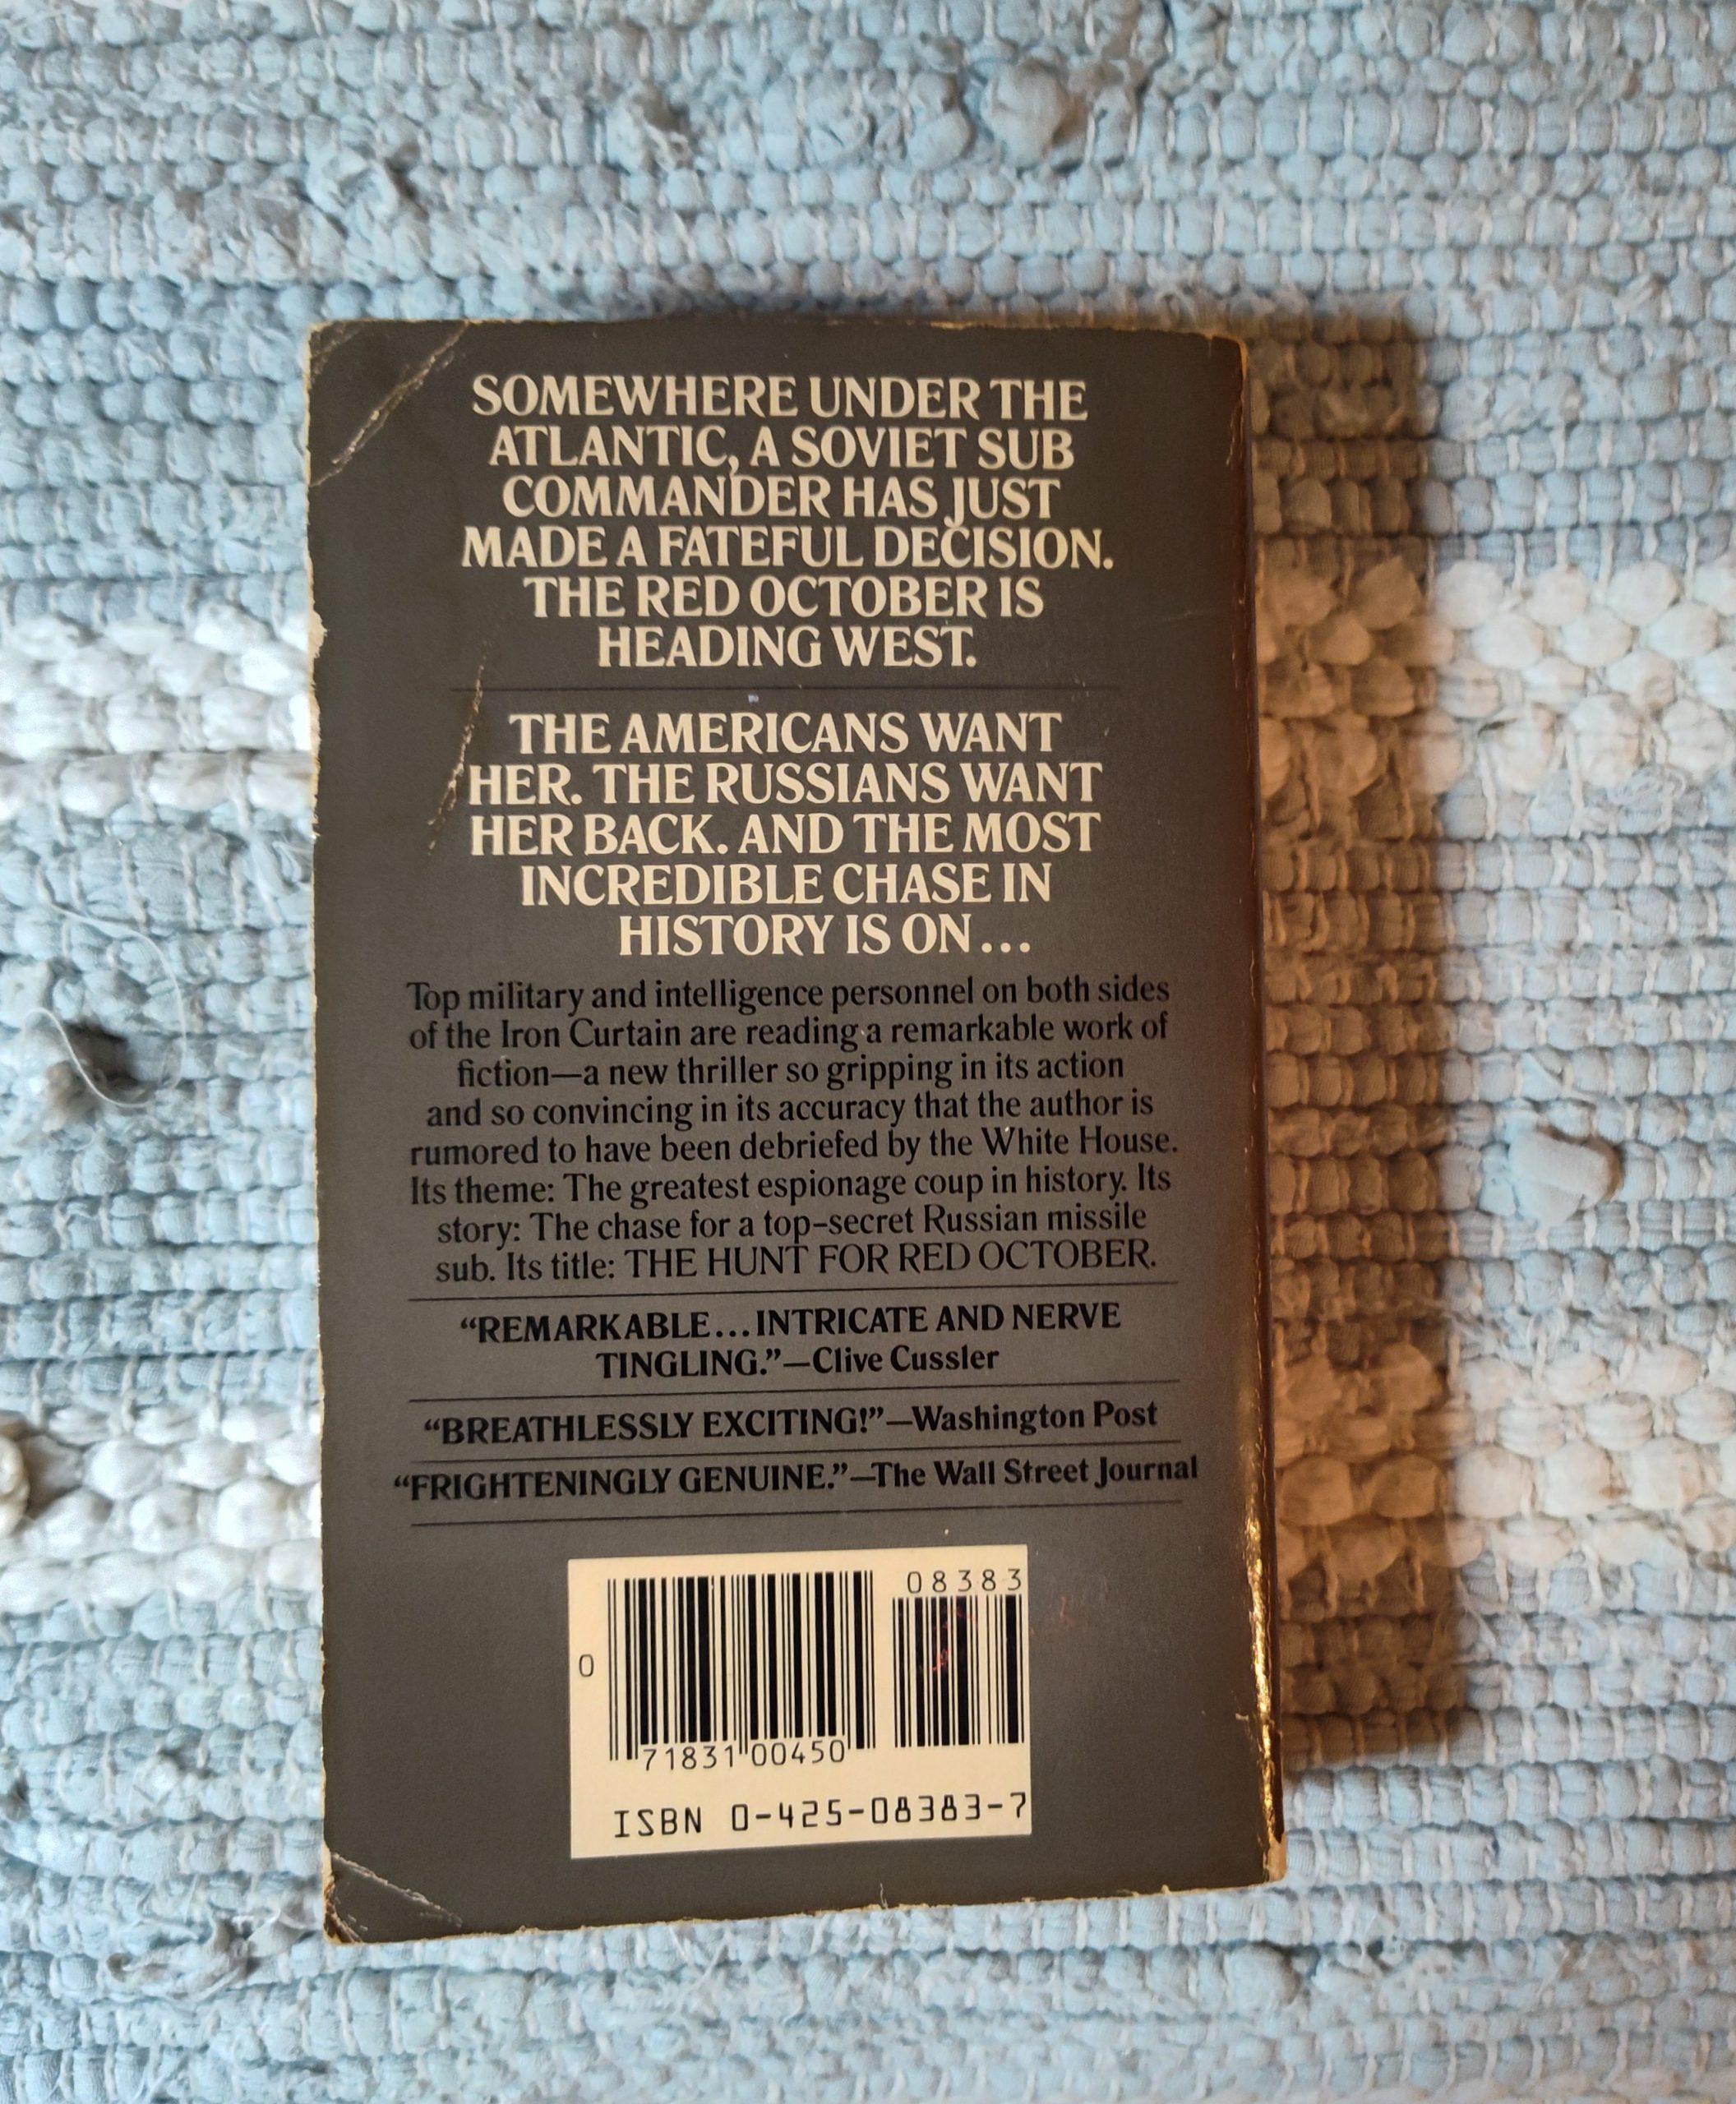 SOMEWHERE UNDER THE
ATLANTIC, A SOVIET SUB
COMMANDER HAS JUST
MADE A FATEFUL DECISION.
THE RED OCTOBER IS
HEADING WEST.
THE AMERICANS WANT
HER. THE RUSSIANS WANT
HER BACK. AND THE MOST
INCREDIBLE CHASE IN
HISTORY IS ON...
Top military and intelligence personnel on both sides
of the Iron Curtain are reading a remarkable work of
fiction—a new thriller so gripping in its action
and so convincing in its accuracy that the author is
rumored to have been debriefed by the White House.
Its theme: The greatest espionage coup in history. Its
story: The chase for a top-secret Russian missile
sub. Its title: THE HUNT FOR RED OCTOBER.
“REMARKABLE...INTRICATE AND NERVE
TINGLING.”—Clive Cussler
“BREATHLESSLY EXCITING!”—Washington Post
“FRIGHTENINGLY GENUINE.”—The Wall Street Journal
08383
0
71831 00450
ISBN 0-425-08383-7